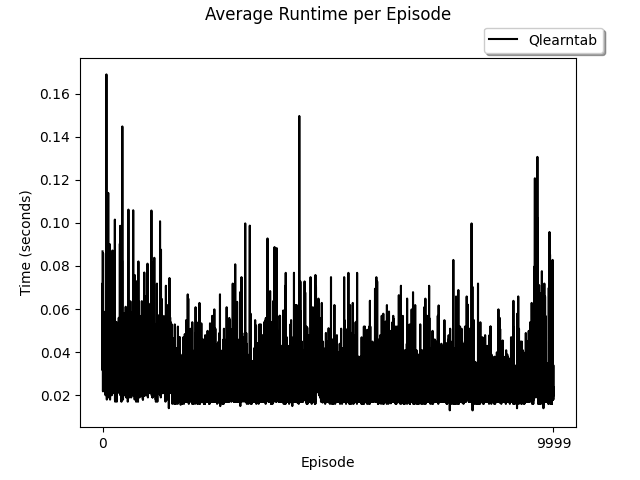 Average Runtime per Episode
Qlearntab
0.16
0.14
0.12
0.10
0.08
0.06
0.04
0.02
Time (seconds)
0
9999
Episode